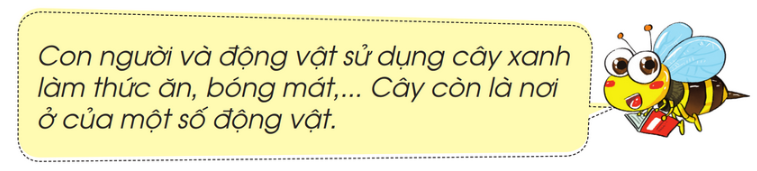 Con người và động vật sử dụng cây xanh
làm thức ăn, bóng mát,... Cây còn là nơi
ở của một số động vật.